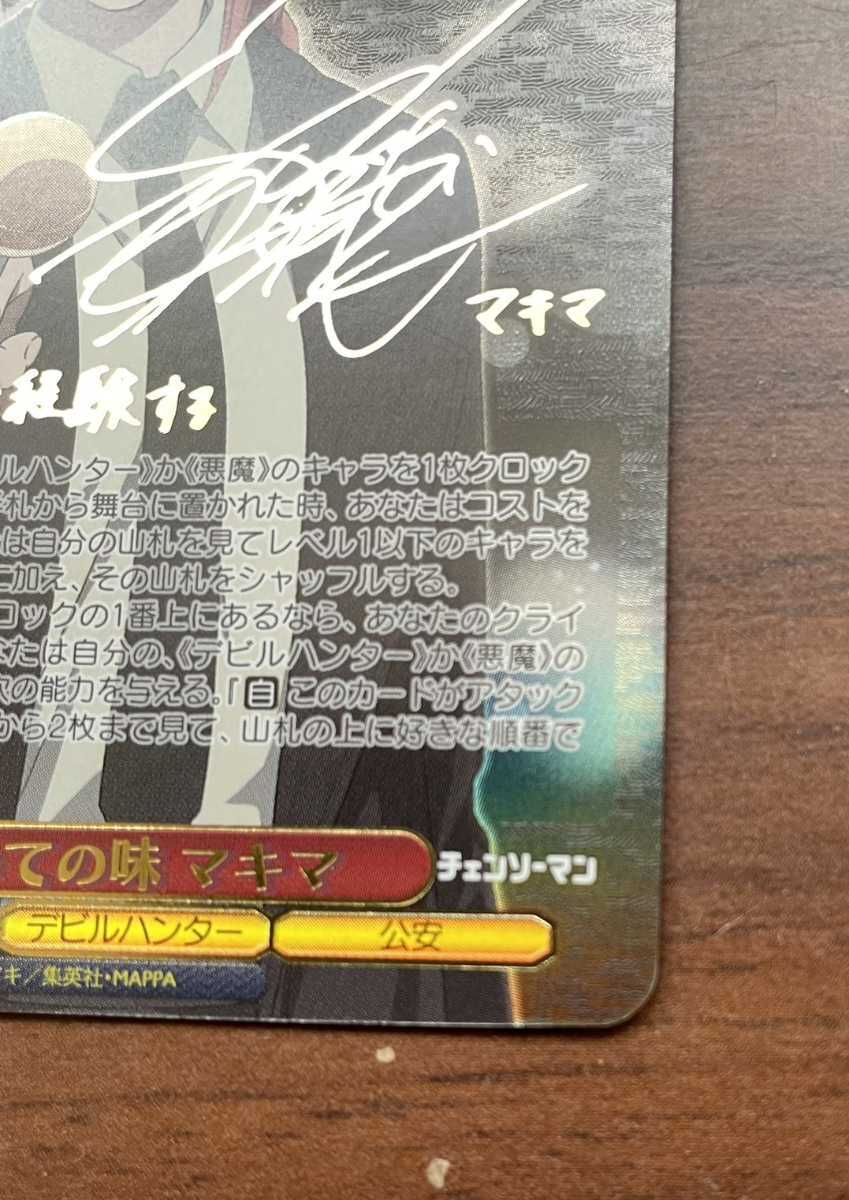 マキマ
経験する
ルハンター》か《悪魔》のキャラを1枚クロック
札から舞台に置かれた時、あなたはコストを
は自分の山札を見てレベル1以下のキャラを
に加え、その山札をシャッフルする。
ロックの1番上にあるなら、あなたのクライ
たは自分の、《デビルハンター》か《悪魔》の
の能力を与える。『自このカードがアタック
から2枚まで見て、山札の上に好きな順番で
ての味 マキマ
チェンソーマン
デビルハンター
公安
キ／集英社・MAPPA